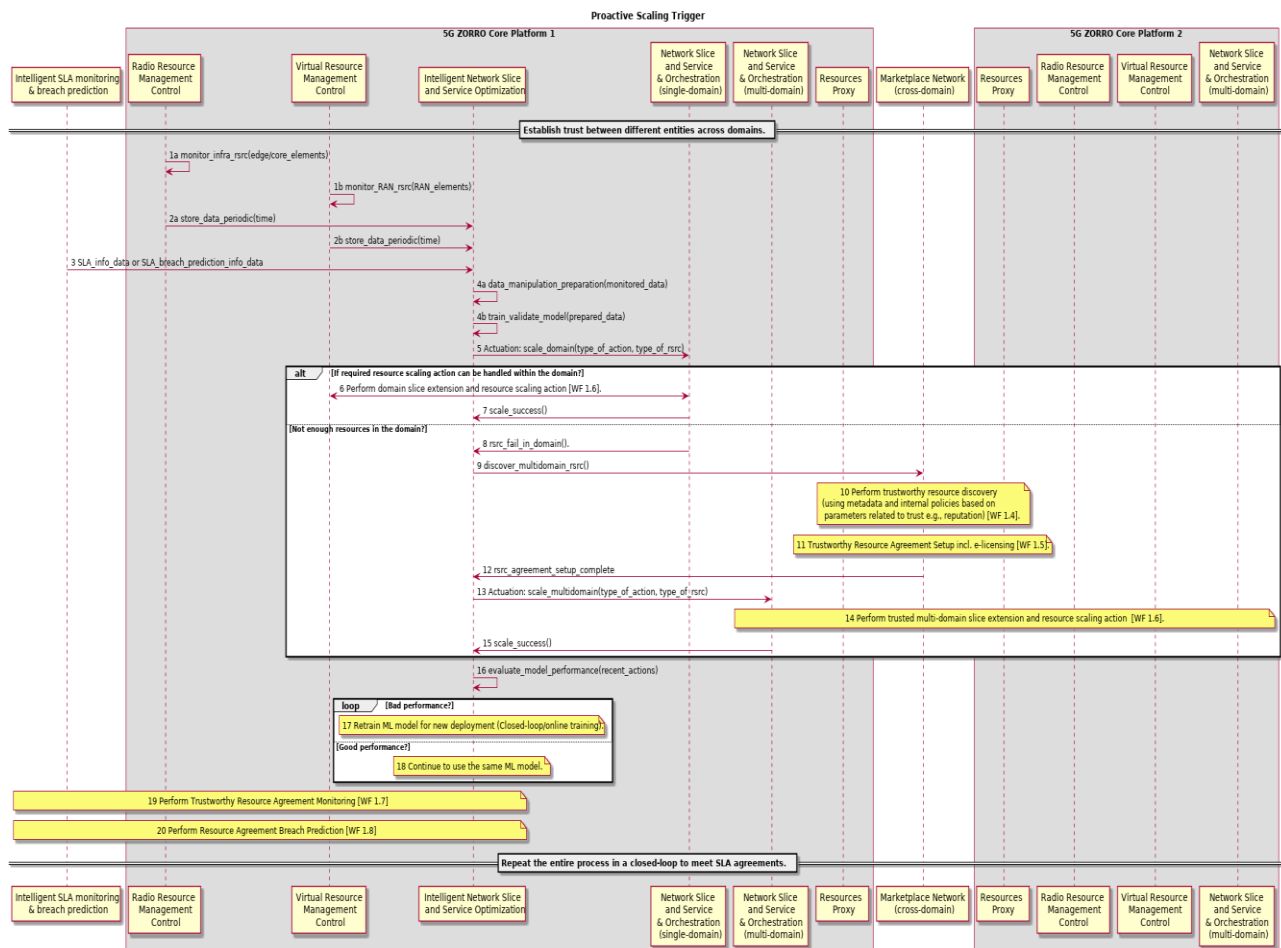 Proactive Scaling Trigger
5G ZORRO Core Platform 1
5G ZORRO Core Platform 2
Intelligent SLA monitoring
& breach prediction
Radio Resource
Management
Control
Virtual Resource
Management
Control
Intelligent Network Slice
and Service Optimization
Network Slice
and Service
& Orchestration
(single-domain)
Network Slice
and Service
& Orchestration
(multi-domain)
Resources
Proxy
Marketplace Network
(cross-domain)
Resources
Proxy
Radio Resource
Management
Control
Virtual Resource
Management
Control
Network Slice
and Service
& Orchestration
(multi-domain)
Establish trust between different entities across domains.
1a monitor_infra_rsrc(edge/core_elements)
1b monitor_RAN_rsrc(RAN_elements)
2a store_data_periodic(time)
2b store_data_periodic(time)
3 SLA_info_data or SLA_breach_prediction_info_data
4a data_manipulation_preparation(monitored_data)
4b train_validate_model(prepared_data)
5 Actuation: scale_domain(type_of_action, type_of_rsrc)
alt [If required resource scaling action can be handled within the domain?]
6 Perform domain slice extension and resource scaling action [WF 1.6].
7 scale_success()
[Not enough resources in the domain?]
8 rsrc_fail_in_domain().
9 discover_multidomain_rsrc()
10 Perform trustworthy resource discovery
(using metadata and internal policies based on
parameters related to trust e.g., reputation) [WF 1.4].
11 Trustworthy Resource Agreement Setup incl. e-licensing [WF 1.5].
12 rsrc_agreement_setup_complete
13 Actuation: scale_multidomain(type_of_action, type_of_rsrc)
14 Perform trusted multi-domain slice extension and resource scaling action [WF 1.6].
15 scale_success()
16 evaluate_model_performance(recent_actions)
loop [Bad performance?]
17 Retrain ML model for new deployment (Closed-loop/online training).
[Good performance?]
18 Continue to use the same ML model.
19 Perform Trustworthy Resource Agreement Monitoring [WF 1.7]
20 Perform Resource Agreement Breach Prediction [WF 1.8]
Repeat the entire process in a closed-loop to meet SLA agreements.
Intelligent SLA monitoring
& breach prediction
Radio Resource
Management
Control
Virtual Resource
Management
Control
Intelligent Network Slice
and Service Optimization
Network Slice
and Service
& Orchestration
(single-domain)
Network Slice
and Service
& Orchestration
(multi-domain)
Resources
Proxy
Marketplace Network
(cross-domain)
Resources
Proxy
Radio Resource
Management
Control
Virtual Resource
Management
Control
Network Slice
and Service
& Orchestration
(multi-domain)